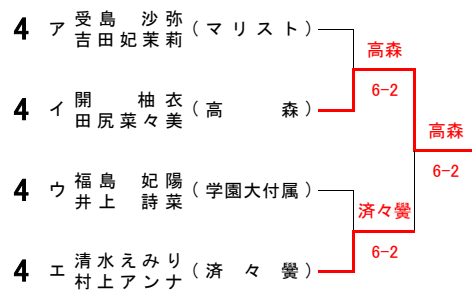 4 ア 受島 沙弥 (マリスト)
吉田妃茉莉
高森
6-2
4 イ 開 柚衣 (高 森)
田尻菜々美
高森
6-2
4 ウ 福島 妃陽 (学園大付属)
井上 詩菜
済々黌
6-2
4 エ 清水えみり (済々黌)
村上アンナ